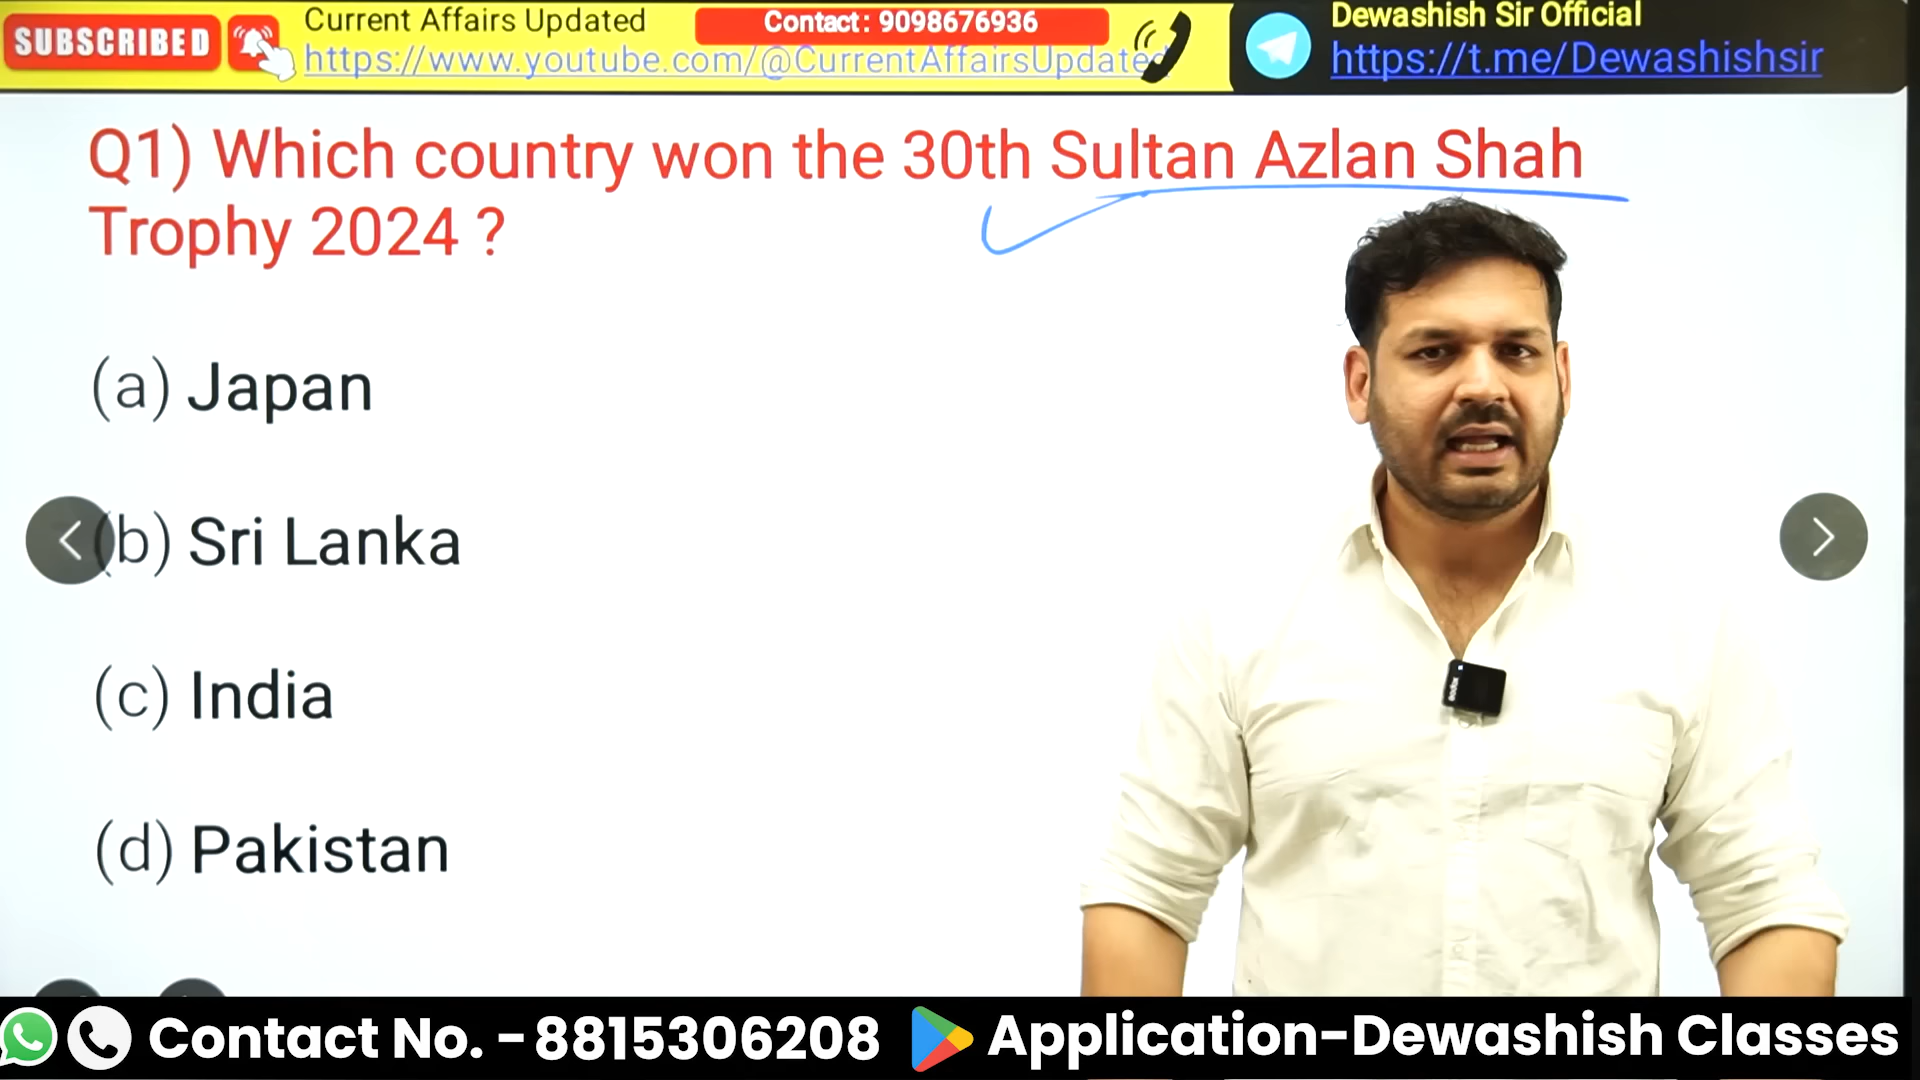 SUBSCRIBED
Current Affairs Updated
https://www.youtube.com/@CurrentAffairsUpdated
Contact : 9098676936
Dewashish Sir Official
https://t.me/Dewashishsir
Q1) Which country won the 30th Sultan Azlan Shah
Trophy 2024 ?
(a) Japan
(b) Sri Lanka
(c) India
(d) Pakistan
Contact No. - 8815306208
Application-Dewashish Classes